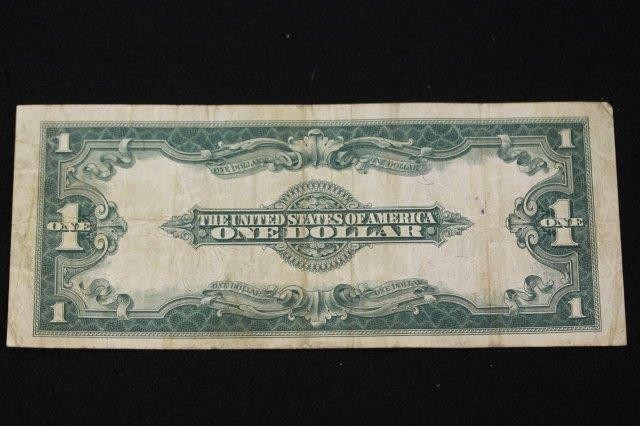 1 1
ONE DOLLAR ONE DOLLAR
THE UNITED STATES OF AMERICA
ONE 1 ONE DOLLAR ONE 1
ONE DOLLAR ONE DOLLAR
1 1